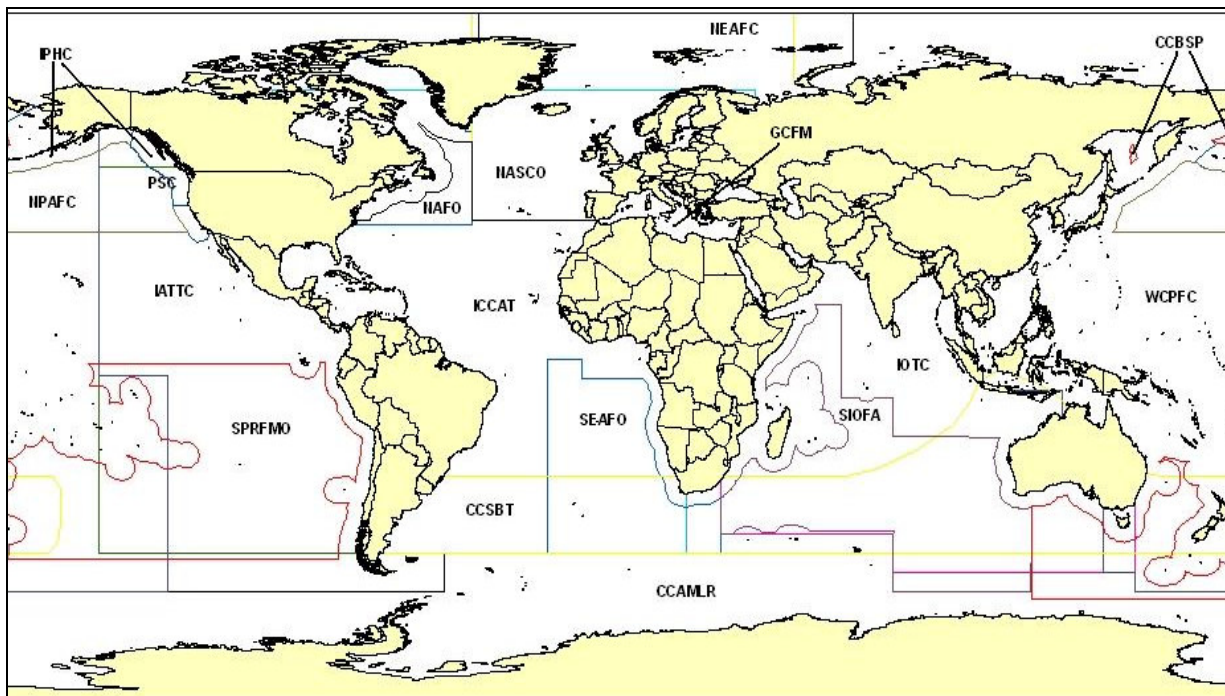 NEAFC
IPHC
CCBSP
GCFM
NASCO
PSC
NPAFC
NAFO
IATTC
ICCAT
WCPFC
IOTC
SIOFA
SEAFO
SPRFMO
CCSBT
CCAMLR